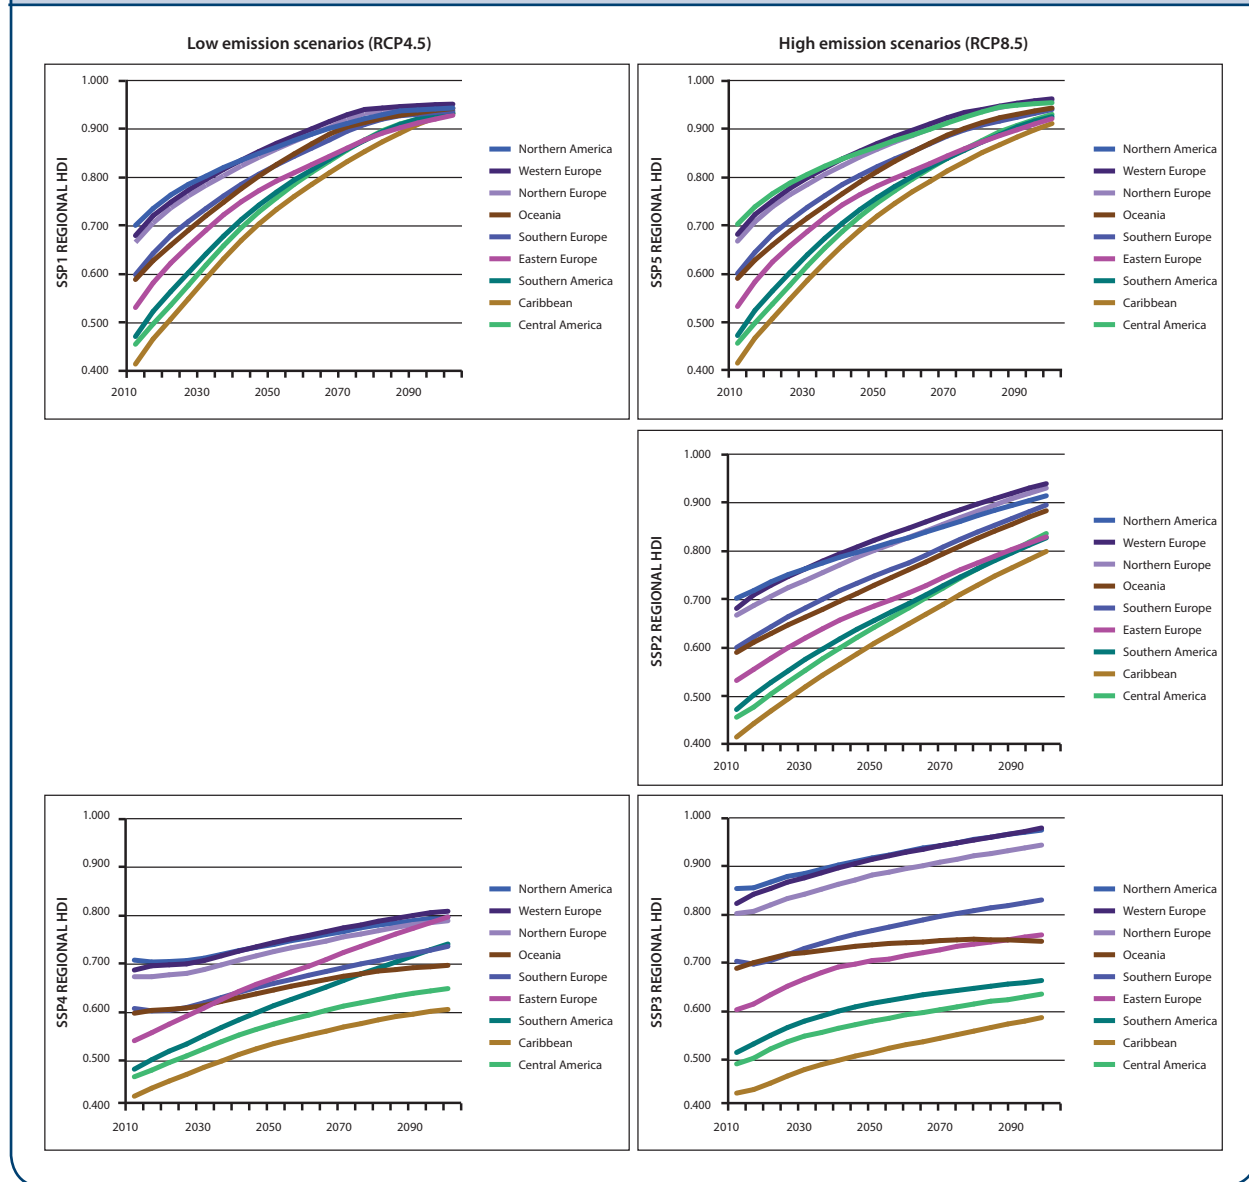 Low emission scenarios (RCP4.5)
High emission scenarios (RCP8.5)
SSP1 REGIONAL HDI
1.000
0.900
0.800
0.700
0.600
0.500
0.400
2010 2030 2050 2070 2090
Northern America
Western Europe
Northern Europe
Oceania
Southern Europe
Eastern Europe
Southern America
Caribbean
Central America
SSP5 REGIONAL HDI
1.000
0.900
0.800
0.700
0.600
0.500
0.400
2010 2030 2050 2070 2090
Northern America
Western Europe
Northern Europe
Oceania
Southern Europe
Eastern Europe
Southern America
Caribbean
Central America
SSP2 REGIONAL HDI
1.000
0.900
0.800
0.700
0.600
0.500
0.400
2010 2030 2050 2070 2090
Northern America
Western Europe
Northern Europe
Oceania
Southern Europe
Eastern Europe
Southern America
Caribbean
Central America
SSP4 REGIONAL HDI
1.000
0.900
0.800
0.700
0.600
0.500
0.400
2010 2030 2050 2070 2090
Northern America
Western Europe
Northern Europe
Oceania
Southern Europe
Eastern Europe
Southern America
Caribbean
Central America
SSP3 REGIONAL HDI
1.000
0.900
0.800
0.700
0.600
0.500
0.400
2010 2030 2050 2070 2090
Northern America
Western Europe
Northern Europe
Oceania
Southern Europe
Eastern Europe
Southern America
Caribbean
Central America